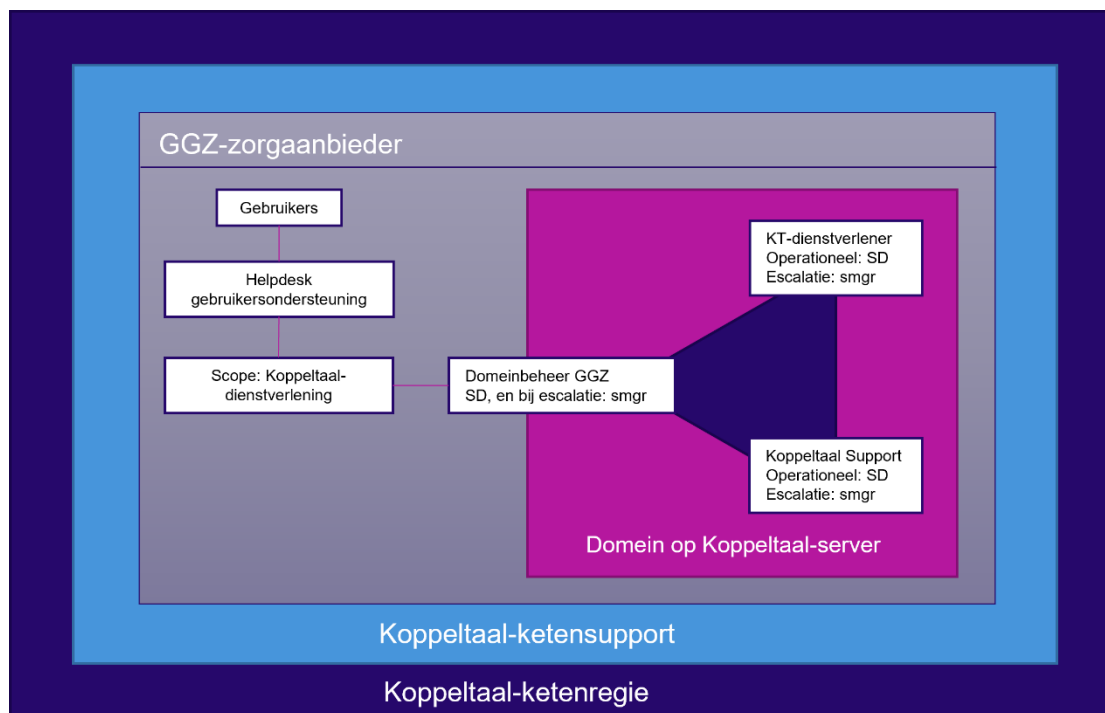 GGZ-zorgaanbieder
Gebruikers
Helpdesk
gebruikersondersteuning
Scope: Koppeltaal-
dienstverlening
Domeinbeheer GGZ
SD, en bij escalatie: smgr
KT-dienstverlener
Operationeel: SD
Escalatie: smgr
Koppeltaal Support
Operationeel: SD
Escalatie: smgr
Domein op Koppeltaal-server
Koppeltaal-ketensupport
Koppeltaal-ketenregie